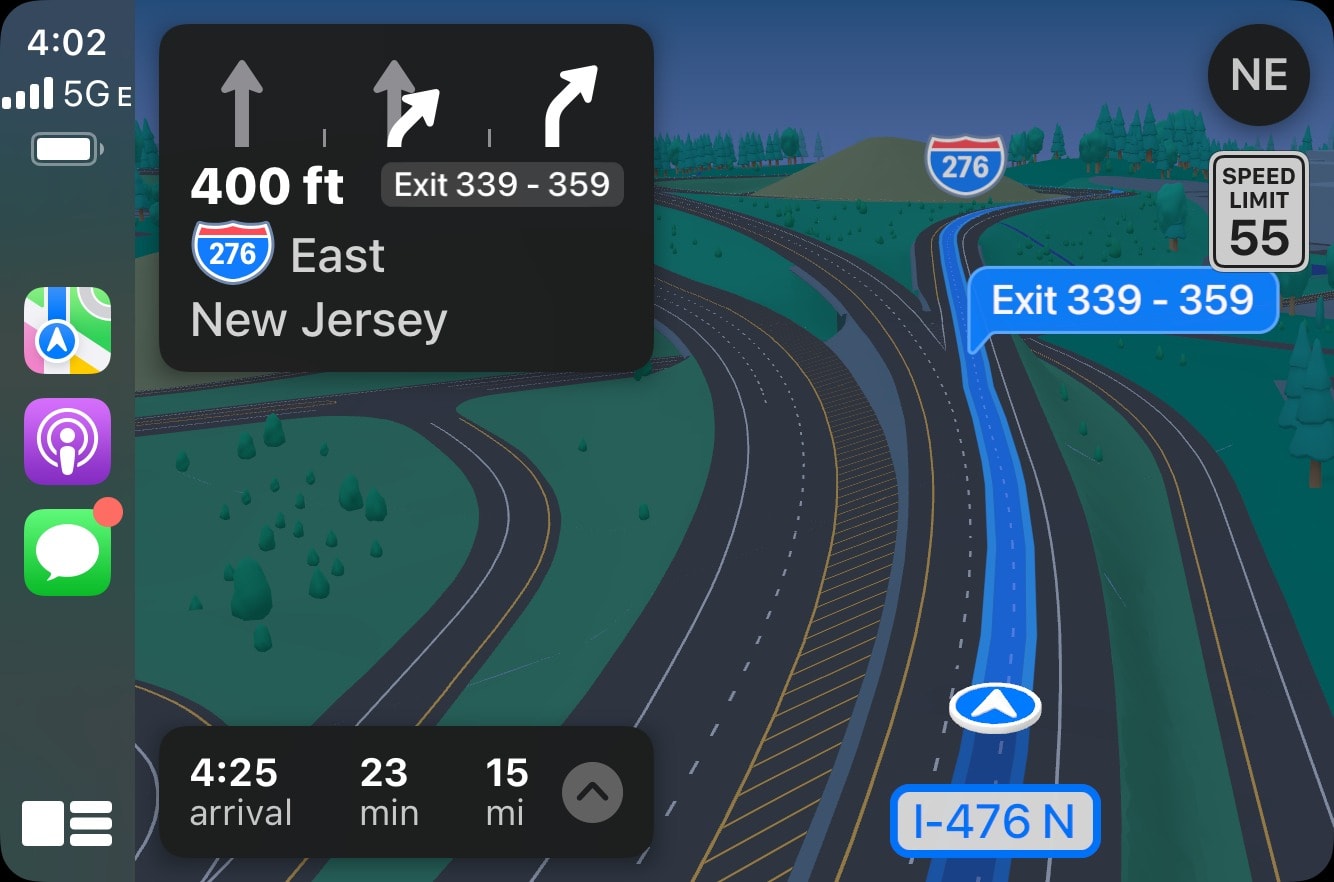 4:02
5G E
400 ft
Exit 339 - 359
276 East
New Jersey
NE
SPEED
LIMIT
55
276
Exit 339 - 359
4:25
arrival
23
min
15
mi
I-476 N